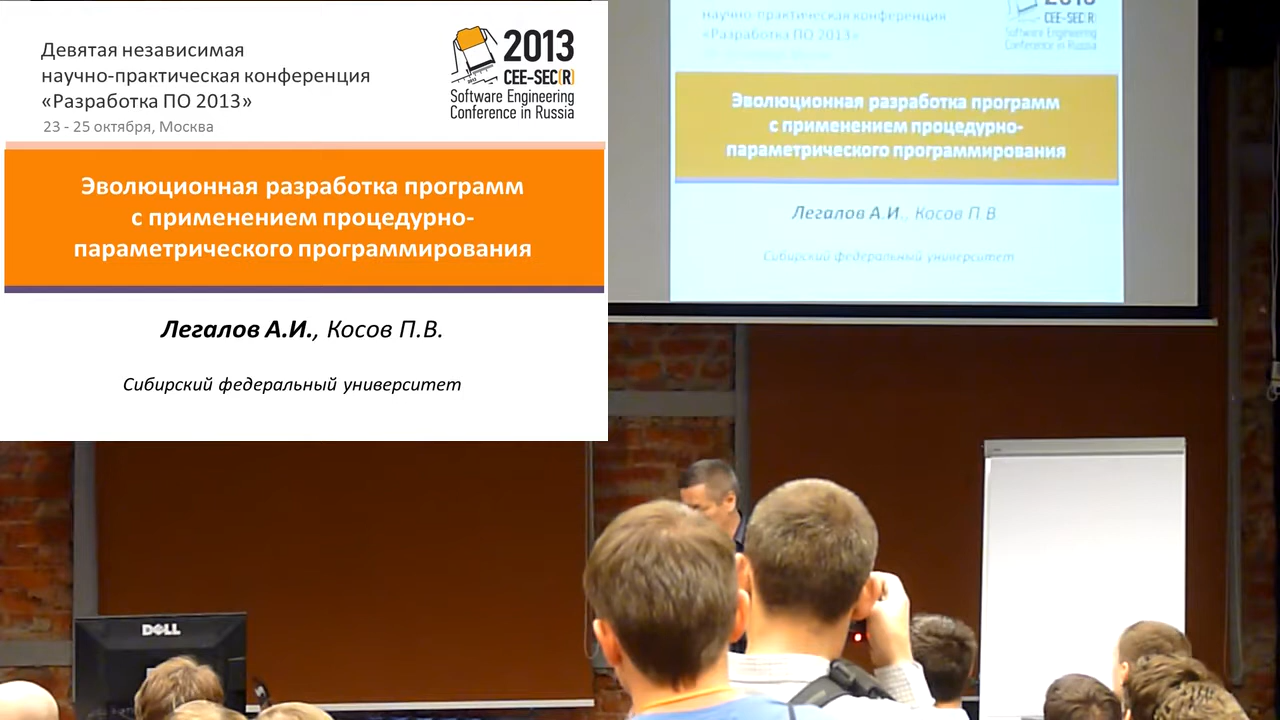 Девятая независимая
научно-практическая конференция
«Разработка ПО 2013»
23 - 25 октября, Москва
2013
CEE-SEC(R)
Software Engineering
Conference in Russia
Эволюционная разработка программ
с применением процедурно-
параметрического программирования
Легалов А.И., Косов П.В.
Сибирский федеральный университет
научно-практическая конференция
«Разработка ПО 2013»
2013
CEE-SEC(R)
Software Engineering
Conference in Russia
Эволюционная разработка программ
с применением процедурно-
параметрического программирования
Легалов А.И., Косов П.В
Сибирский федеральный университет
DELL